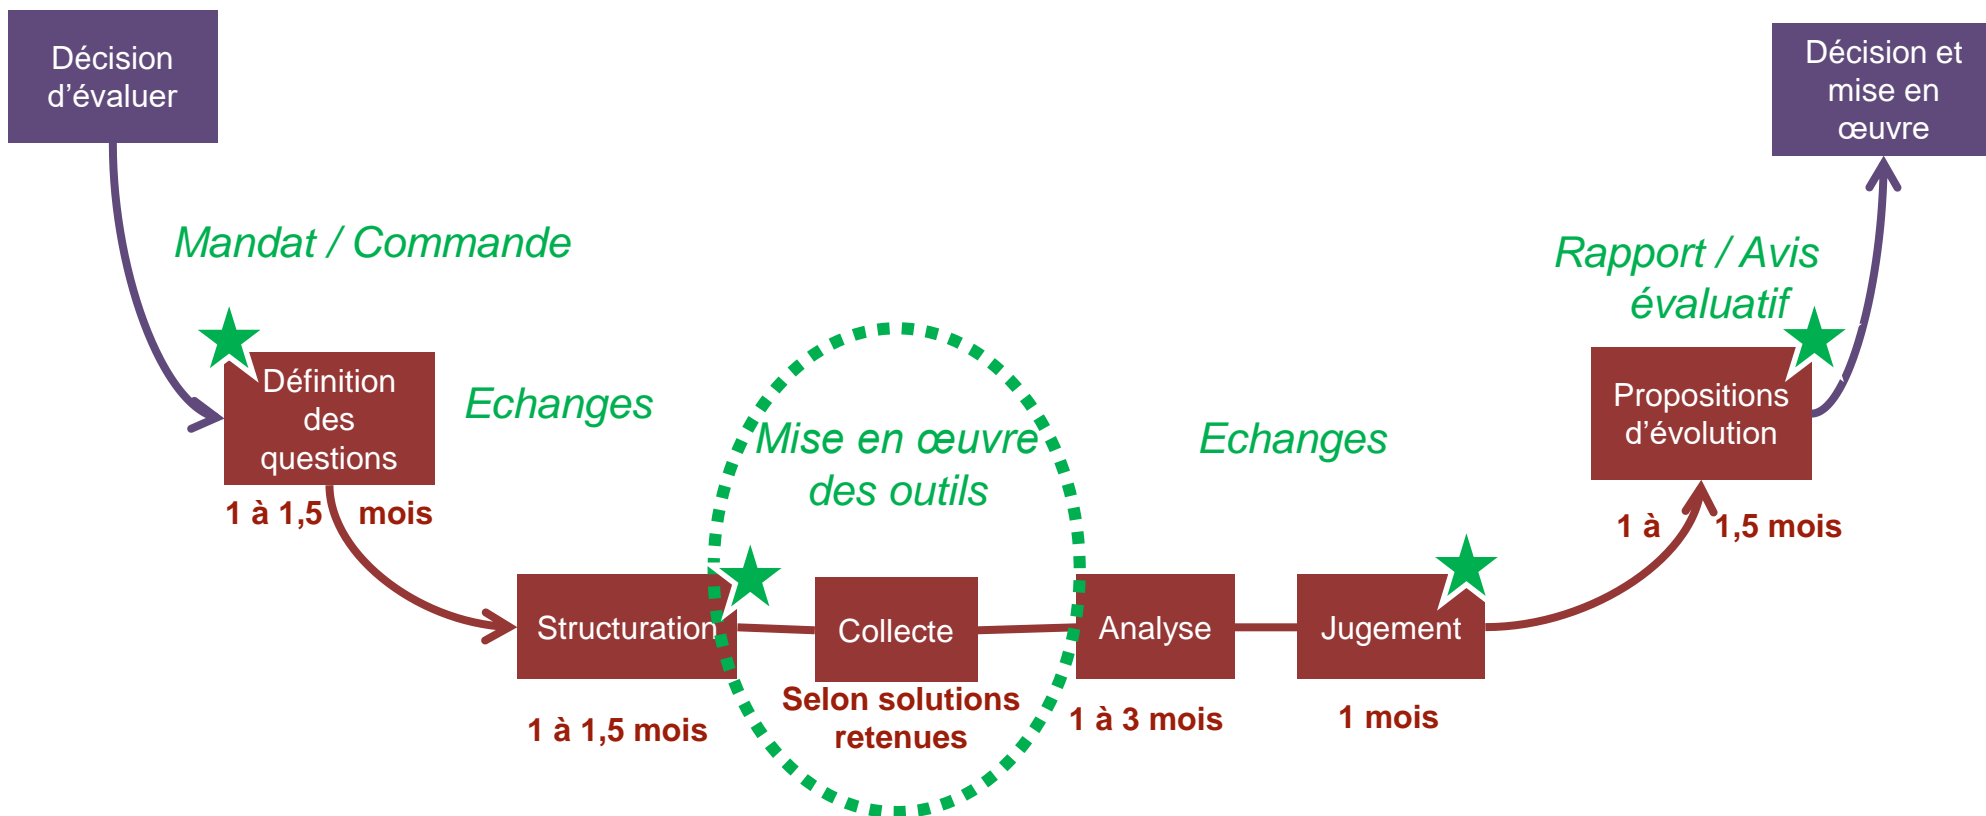 Décision
d’évaluer
Décision et
mise en
œuvre
Mandat / Commande
Rapport / Avis
évaluatif
Définition
des
questions
1 à 1,5 mois
Echanges
Mise en œuvre
des outils
Echanges
Propositions
d’évolution
1 à 1,5 mois
Structuration
1 à 1,5 mois
Collecte
Selon solutions
retenues
Analyse
1 à 3 mois
Jugement
1 mois